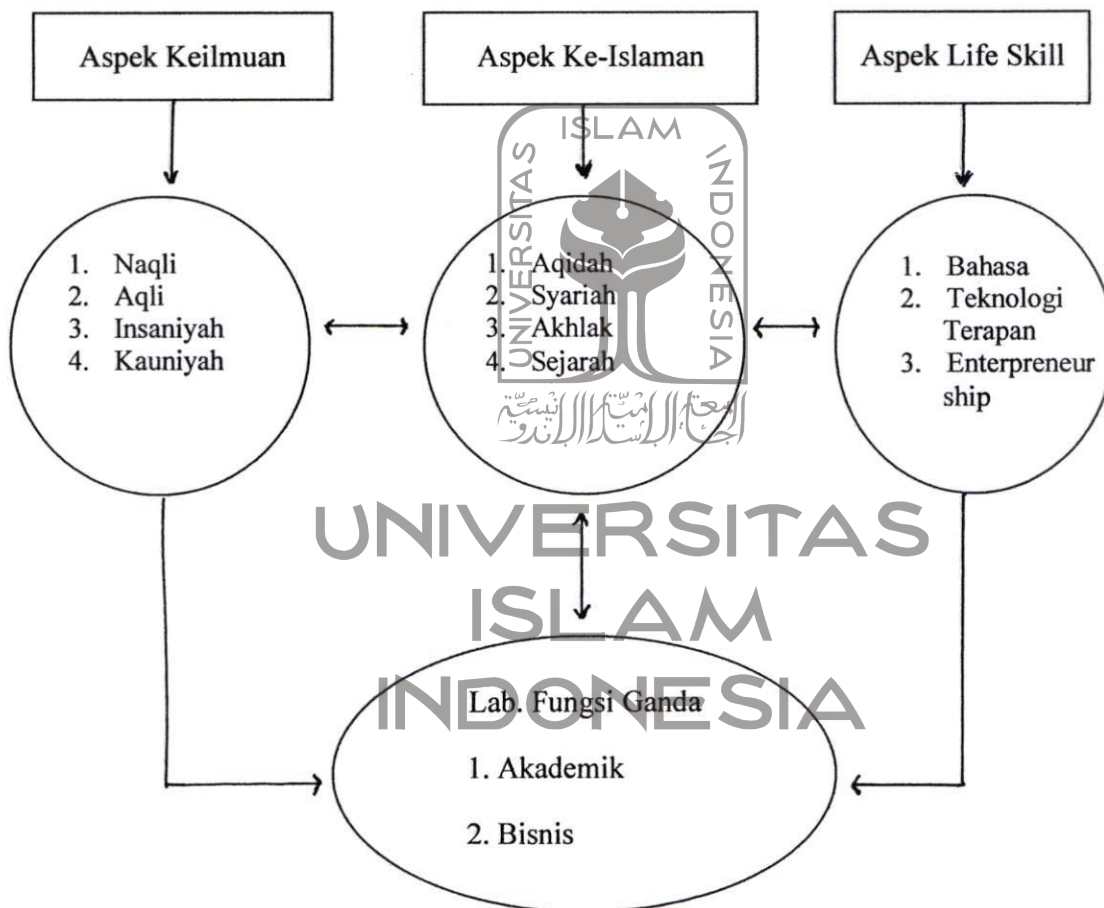 Aspek Keilmuan
Aspek Ke-Islaman
Aspek Life Skill
1. Naqli
2. Aqli
3. Insaniyah
4. Kauniyah
1. Aqidah
2. Syariah
3. Akhlak
4. Sejarah
1. Bahasa
2. Teknologi
Terapan
3. Enterpreneur
ship
UNIVERSITAS
ISLAM
INDONESIA
UNIVERSITAS
ISLAM
INDONESIA
Lab. Fungsi Ganda
1. Akademik
2. Bisnis